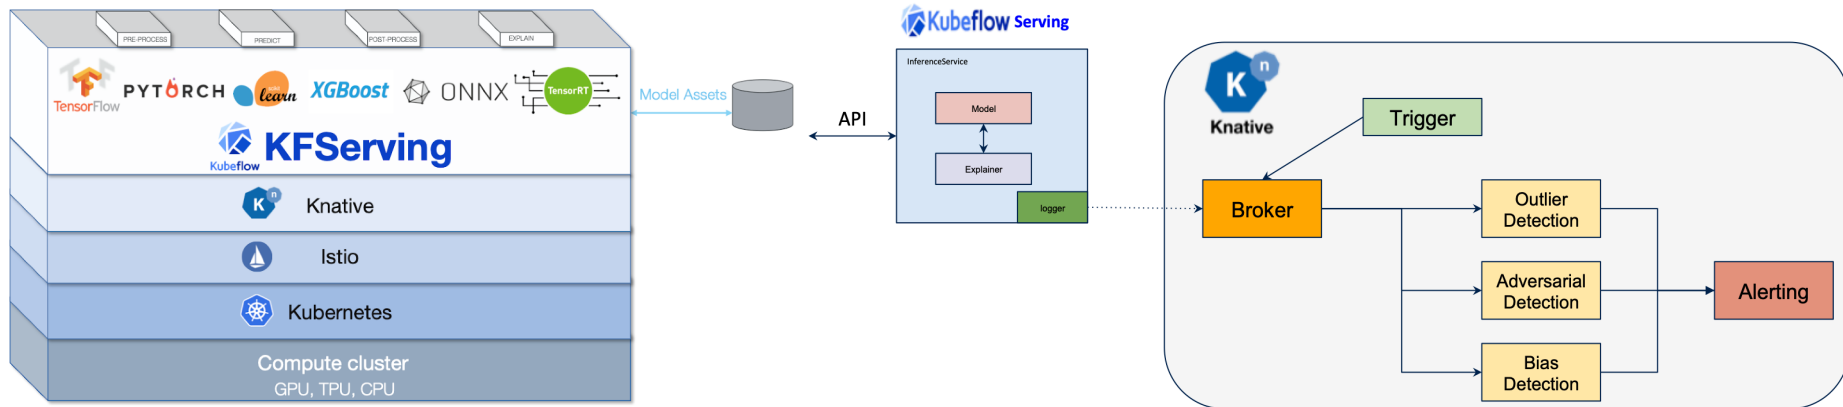 PRE-PROCESS
PREDICT
POST-PROCESS
EXPLAIN
TensorFlow
PYTORCH
learn
XGBoost
ONNX
TensorRT
Kubeflow
KFServing
n
K
Knative
Istio
Kubernetes
Compute cluster
GPU, TPU, CPU
Model Assets
API
Kubeflow Serving
InferenceService
Model
Explainer
logger
K
n
Knative
Trigger
Broker
Outlier
Detection
Adversarial
Detection
Bias
Detection
Alerting